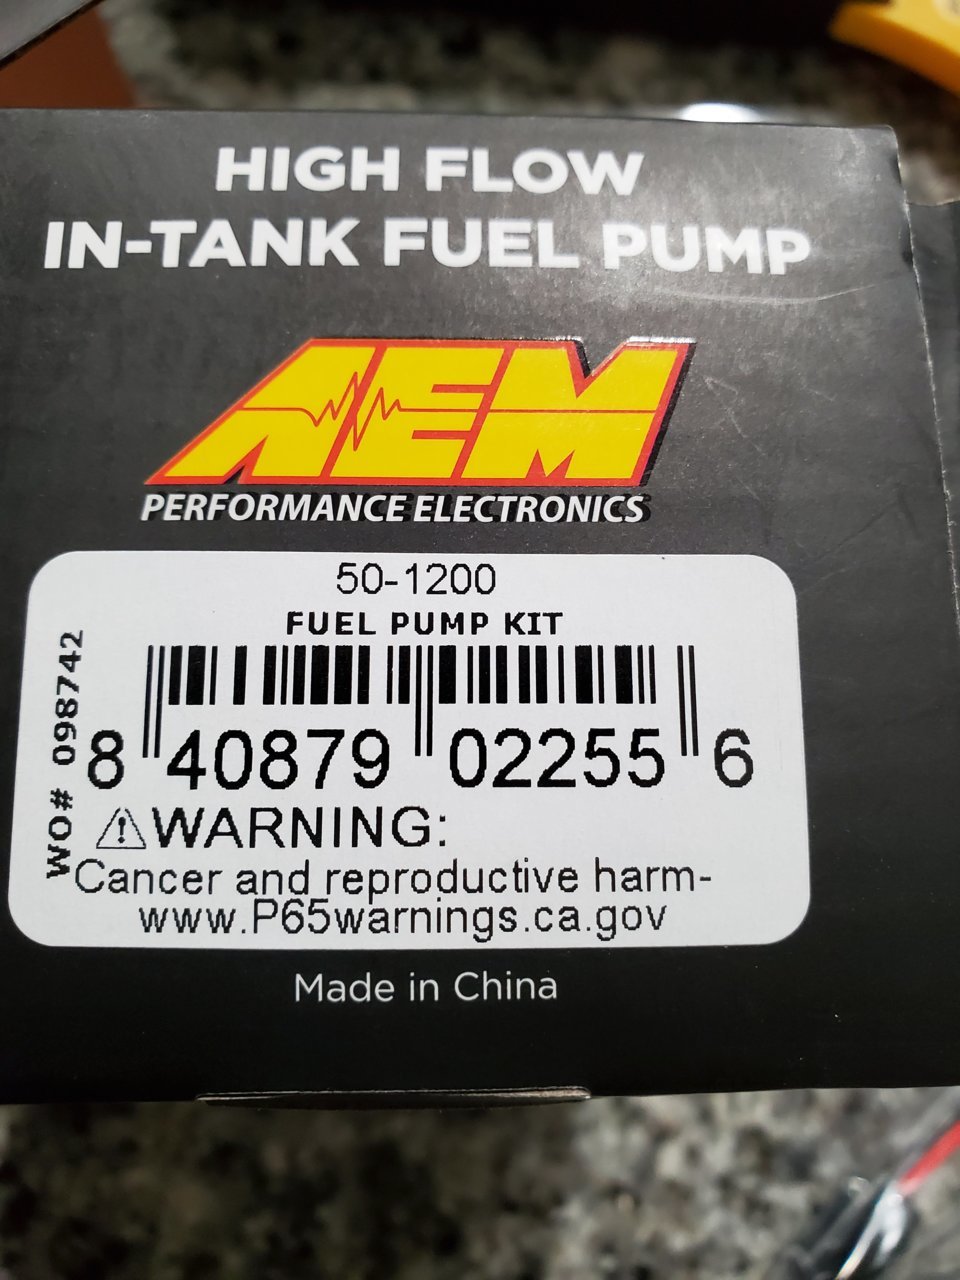 HIGH FLOW
IN-TANK FUEL PUMP
AEM
PERFORMANCE ELECTRONICS
50-1200
FUEL PUMP KIT
WO# 098742
8 40879 02255 6
⚠WARNING:
Cancer and reproductive harm-
www.P65warnings.ca.gov
Made in China